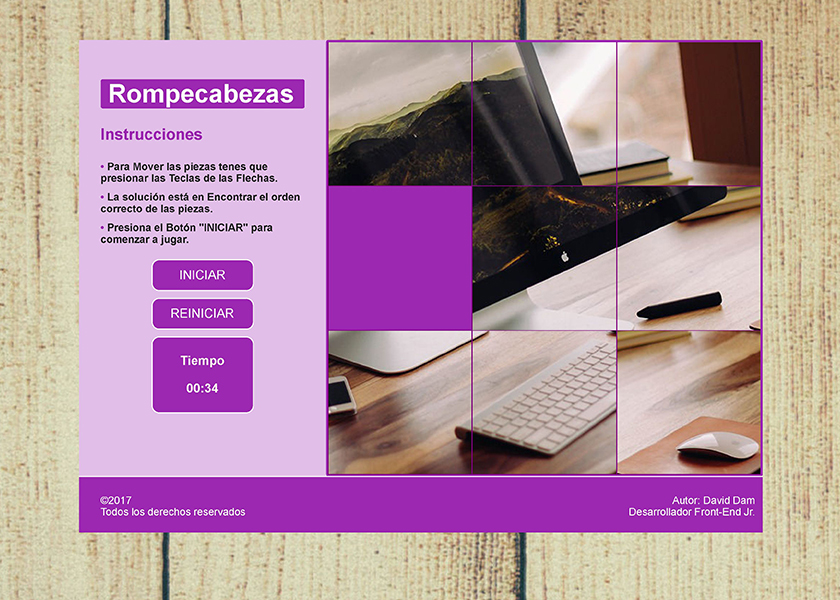 Rompecabezas
Instrucciones
• Para Mover las piezas tenes que
presionar las Teclas de las Flechas.
• La solución está en Encontrar el orden
correcto de las piezas.
• Presiona el Botón "INICIAR" para
comenzar a jugar.
INICIAR
REINICIAR
Tiempo
00:34
©2017
Todos los derechos reservados
Autor: David Dam
Desarrollador Front-End Jr.